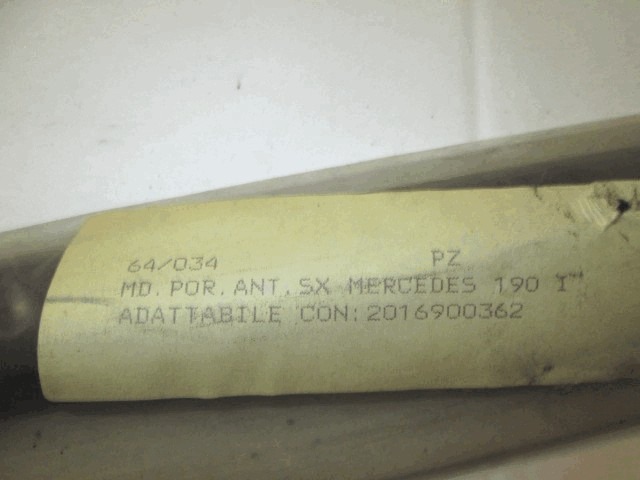 64/034 PZ
MD.POR.ANT.SX MERCEDES 190 I"
ADATTABILE CON:2016900362